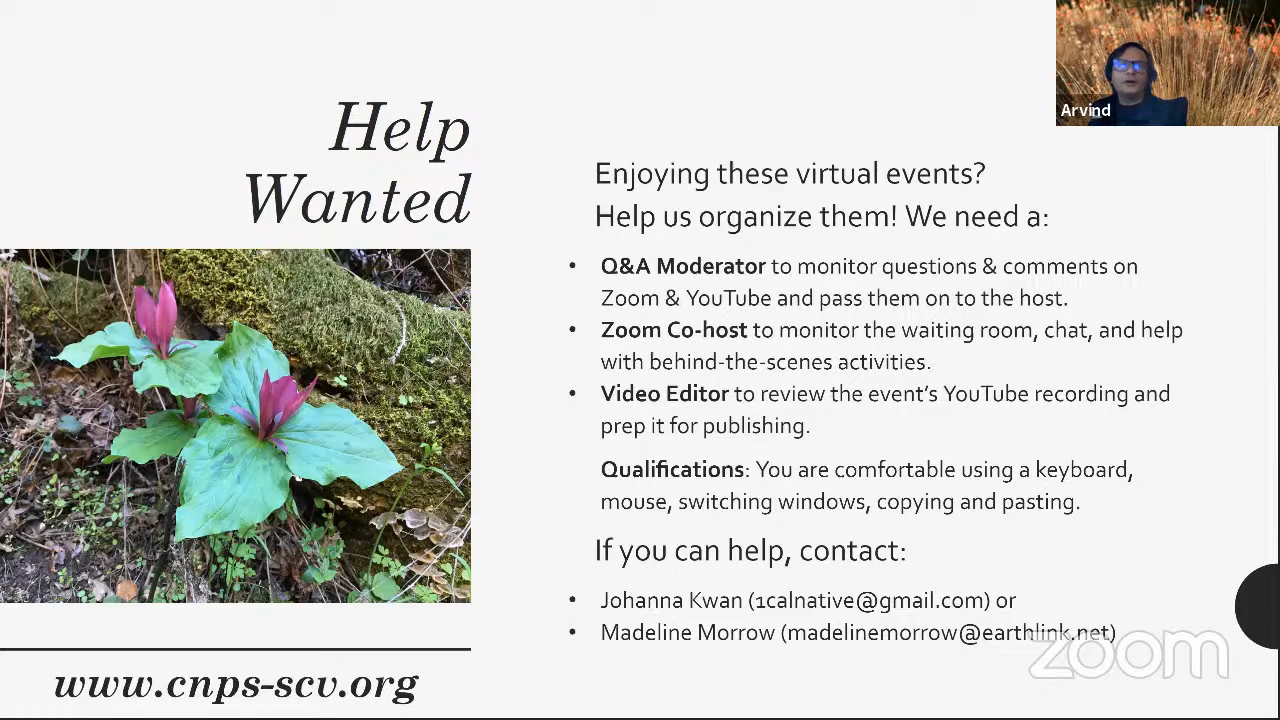 Help
Wanted
Arvind
Enjoying these virtual events?
Help us organize them! We need a:
• Q&A Moderator to monitor questions & comments on
Zoom & YouTube and pass them on to the host.
• Zoom Co-host to monitor the waiting room, chat, and help
with behind-the-scenes activities.
• Video Editor to review the event's YouTube recording and
prep it for publishing.
Qualifications: You are comfortable using a keyboard,
mouse, switching windows, copying and pasting.
If you can help, contact:
• Johanna Kwan (1calnative@gmail.com) or
• Madeline Morrow (madelinemorrow@earthlink.net)
zoom
www.cnps-scv.org